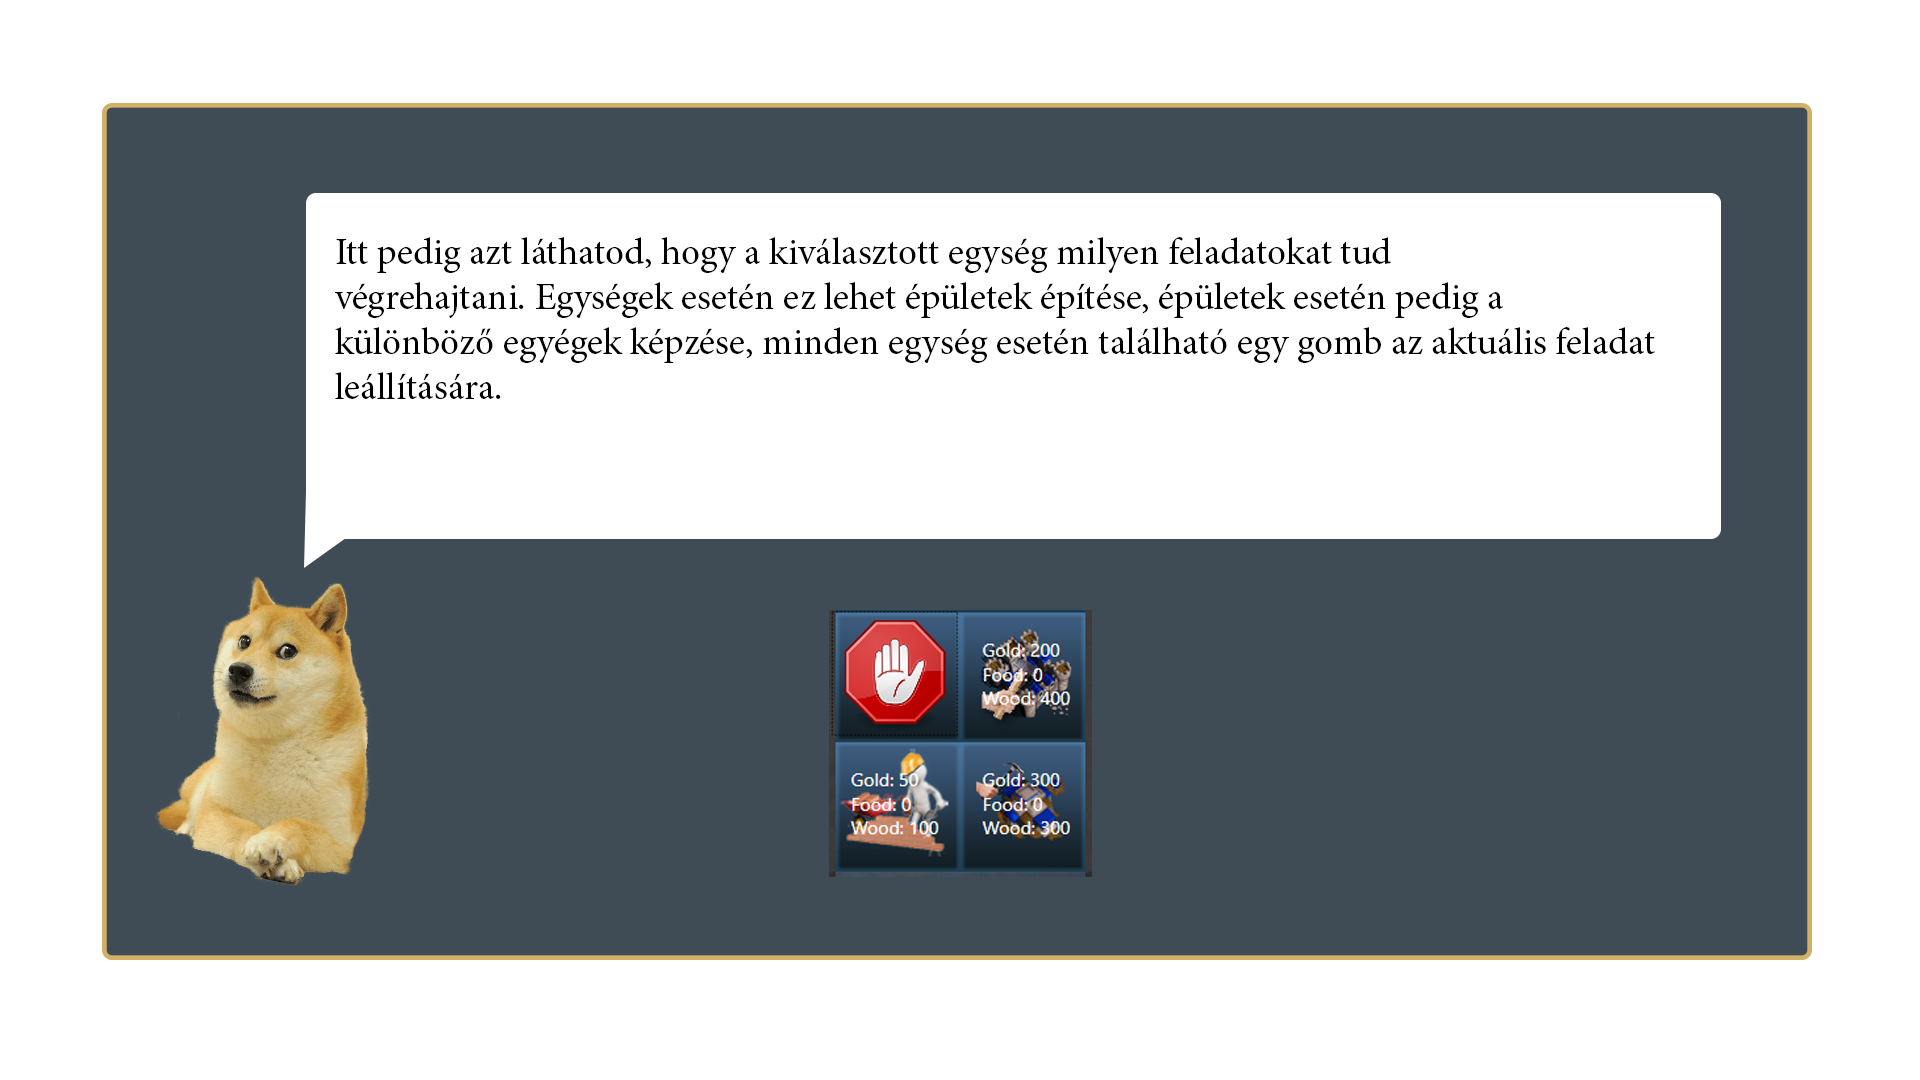 Itt pedig azt láthatod, hogy a kiválasztott egység milyen feladatokat tud
végrehajtani. Egységek esetén ez lehet épületek építése, épületek esetén pedig a
különböző egyégek képzése, minden egység esetén található egy gomb az aktuális feladat
leállítására.
Gold: 200
Food: 0
Wood: 400
Gold: 50
Food: 0
Wood: 100
Gold: 300
Food: 0
Wood: 300